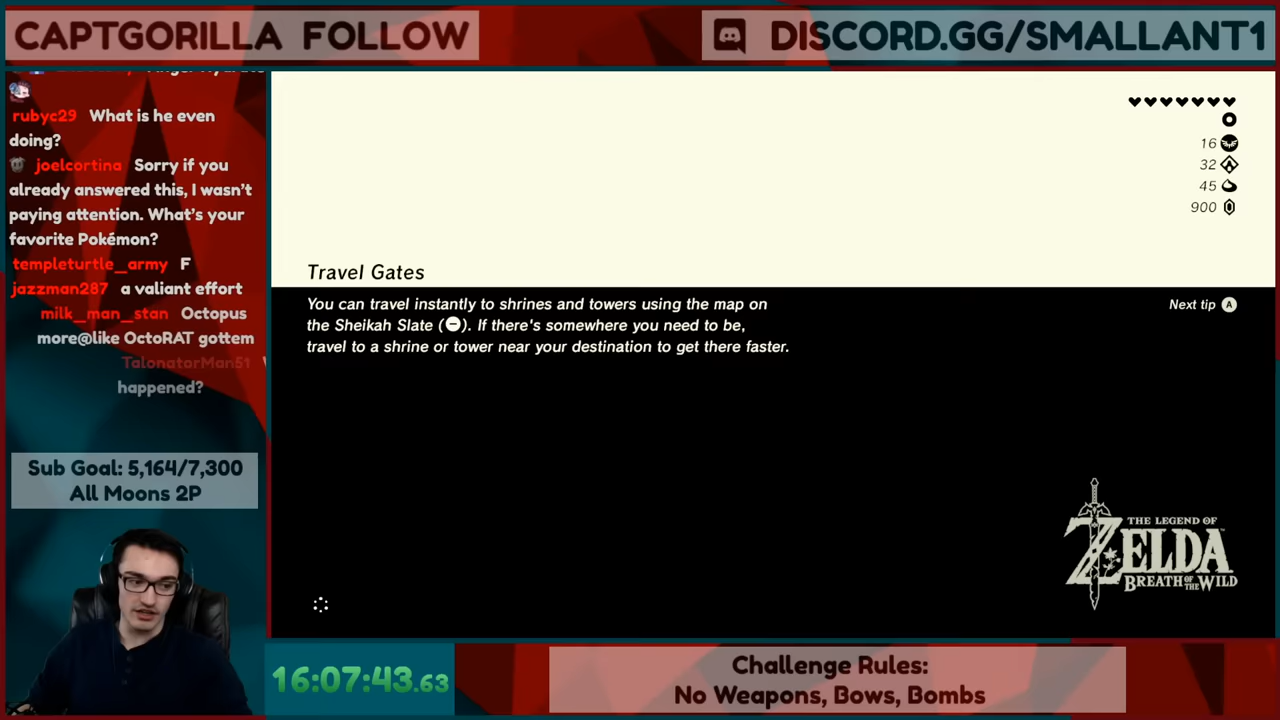 CAPTGORILLA FOLLOW
DISCORD.GG/SMALLANT1
rubyc29 What is he even
doing?
joelcortina Sorry if you
already answered this, I wasn't
paying attention. What's your
favorite Pokémon?
templeturtle_army F
jazzman287 a valiant effort
milk_man_stan Octopus
more@like OctoRAT gottem
TalonatorMan51
happened?
Sub Goal: 5,164/7,300
All Moons 2P
16
32
45
900
Travel Gates
You can travel instantly to shrines and towers using the map on
the Sheikah Slate (−). If there's somewhere you need to be,
travel to a shrine or tower near your destination to get there faster.
Next tip A
THE LEGEND OF
ZELDA
BREATH OF THE WILD
16:07:43.63
Challenge Rules:
No Weapons, Bows, Bombs